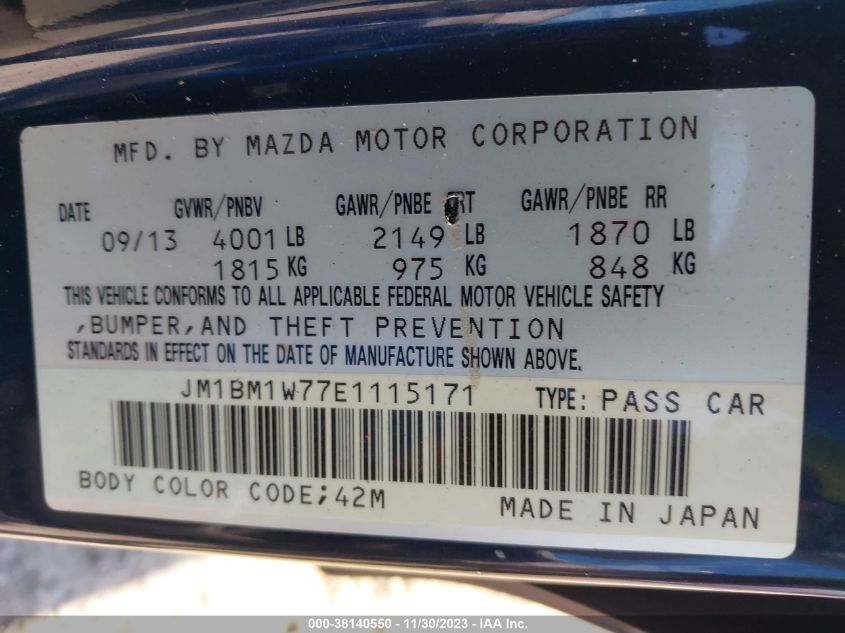 MFD. BY MAZDA MOTOR CORPORATION
DATE GVWR/PNBV GAWR/PNBE FRT GAWR/PNBE RR
09/13 4001 LB 2149 LB 1870 LB
1815 KG 975 KG 848 KG
THIS VEHICLE CONFORMS TO ALL APPLICABLE FEDERAL MOTOR VEHICLE SAFETY
,BUMPER,AND THEFT PREVENTION
STANDARDS IN EFFECT ON THE DATE OF MANUFACTURE SHOWN ABOVE.
JM1BM1W77E1115171 TYPE: PASS CAR
BODY COLOR CODE;42M
MADE IN JAPAN
000-38140550 - 11/30/2023 - IAA Inc.